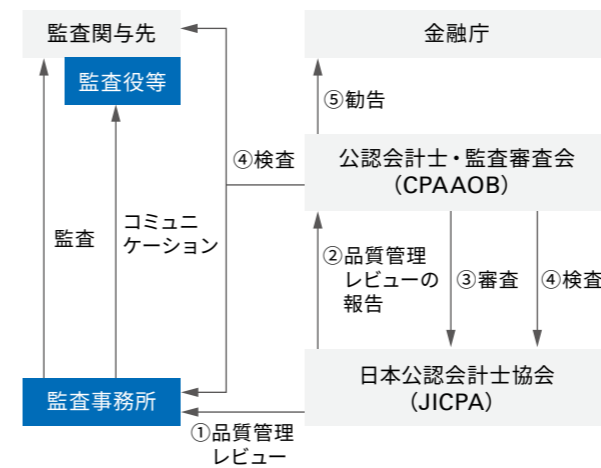 監査関与先
監査役等
金融庁
⑤勧告
④検査
公認会計士・監査審査会
（CPAAOB）
監査
コミュニ
ケーション
②品質管理
レビューの
報告
③審査
④検査
監査事務所
日本公認会計士協会
（JICPA）
①品質管理
レビュー